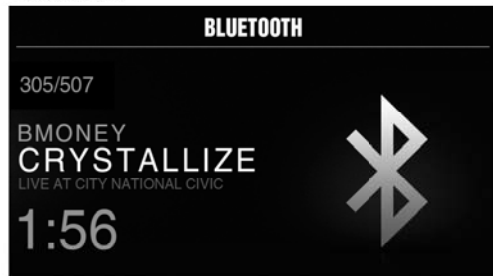 BLUETOOTH
305/507
BMONEY
CRYSTALLIZE
LIVE AT CITY NATIONAL CIVIC
1:56